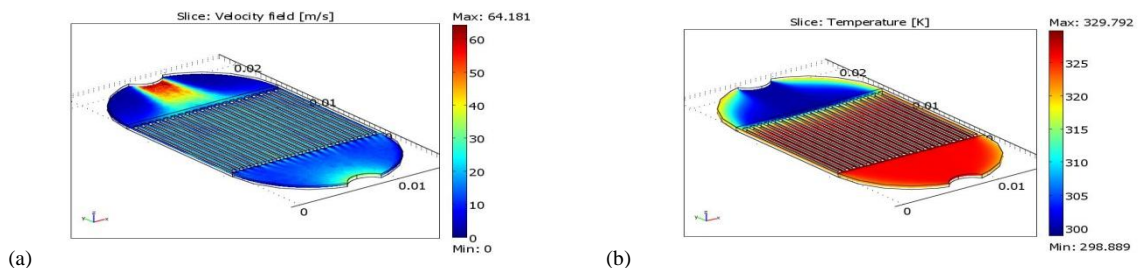 Slice: Velocity field [m/s]
Max: 64.181
60
50
40
30
20
10
0
Min: 0
0.02
0.01
0
0.01
0
(a)
Slice: Temperature [K]
Max: 329.792
325
320
315
310
305
300
Min: 298.889
0.02
0.01
0.01
0
(b)